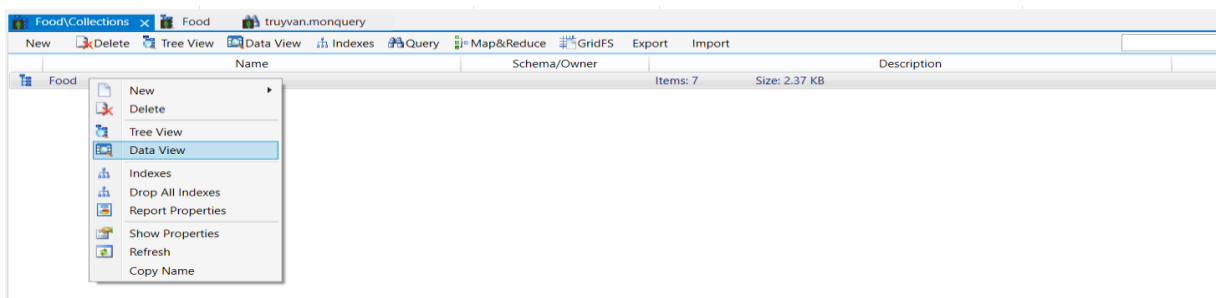 Food\Collections Food truyvan.monquery
New Delete Tree View Data View Indexes Query Map&Reduce GridFS Export Import
Name Schema/Owner Description
Food Items: 7 Size: 2.37 KB
New
Delete
Tree View
Data View
Indexes
Drop All Indexes
Report Properties
Show Properties
Refresh
Copy Name